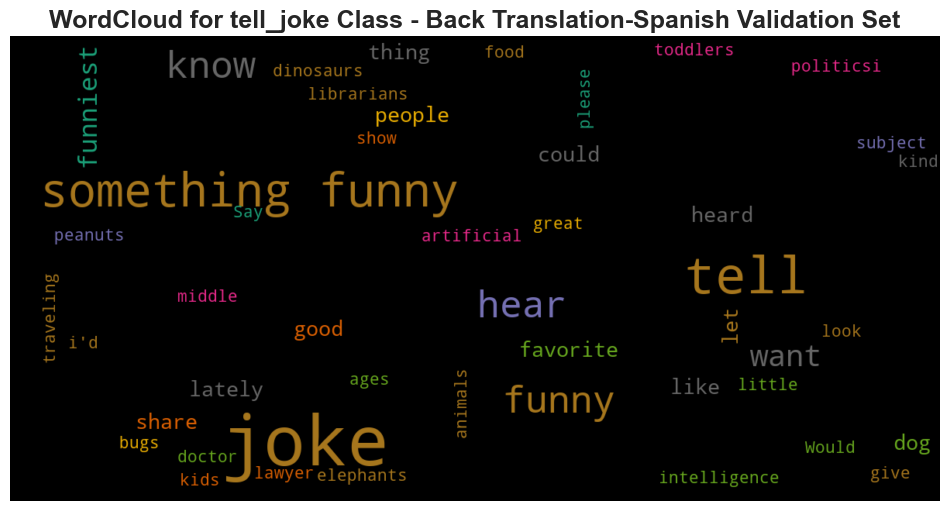 WordCloud for tell_joke Class - Back Translation-Spanish Validation Set
funniest
know
thing
food
toddlers
dinosaurs
politicsi
librarians
please
people
show
subject
could
kind
something funny
Say
great
heard
peanuts
artificial
tell
traveling
middle
hear
let
good
look
i'd
favorite
want
lately
ages
animals
like
little
funny
share
joke
bugs
dog
doctor
Would
kids
lawyer
elephants
intelligence
give